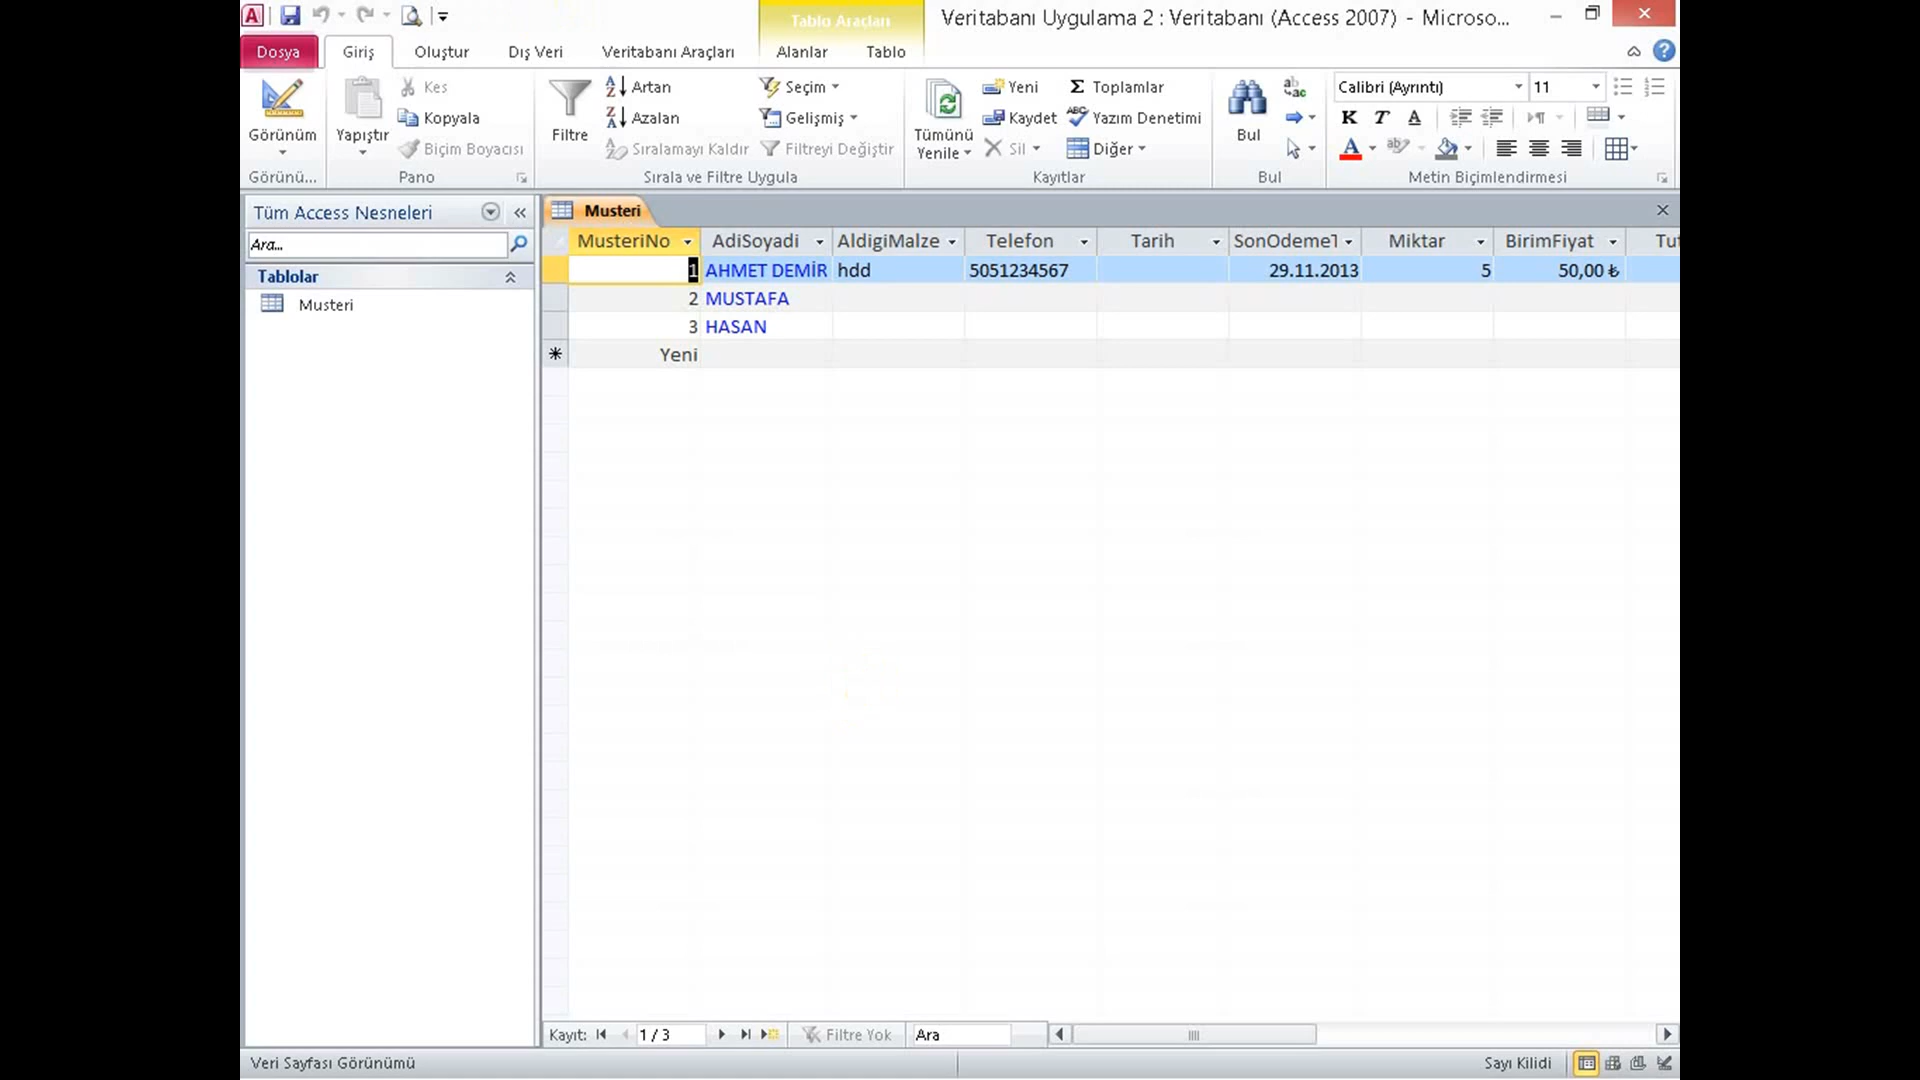 Tablo Araçları
Veritabanı Uygulama 2 : Veritabanı (Access 2007) - Microso...
Dosya Giriş Oluştur Dış Veri Veritabanı Araçları Alanlar Tablo
Görünüm
Görünü...
Yapıştır
Kes
Kopyala
Biçim Boyacısı
Pano
Filtre
Artan
Azalan
Sıralamayı Kaldır
Seçim
Gelişmiş
Filtreyi Değiştir
Sırala ve Filtre Uygula
Tümünü
Yenile
Yeni
Kaydet
Sil
Toplamlar
Yazım Denetimi
Diğer
Kayıtlar
Bul
Bul
Calibri (Ayrıntı) 11
K T A
Metin Biçimlendirmesi
Tüm Access Nesneleri
Ara...
Tablolar
Musteri
Musteri
MusteriNo AdiSoyadi AldigiMalze Telefon Tarih SonOdemeT Miktar BirimFiyat Tut
1 AHMET DEMİR hdd 5051234567 29.11.2013 5 50,00 ₺
2 MUSTAFA
3 HASAN
Yeni
Kayıt: 1 / 3 Filtre Yok Ara
Veri Sayfası Görünümü Sayı Kilidi